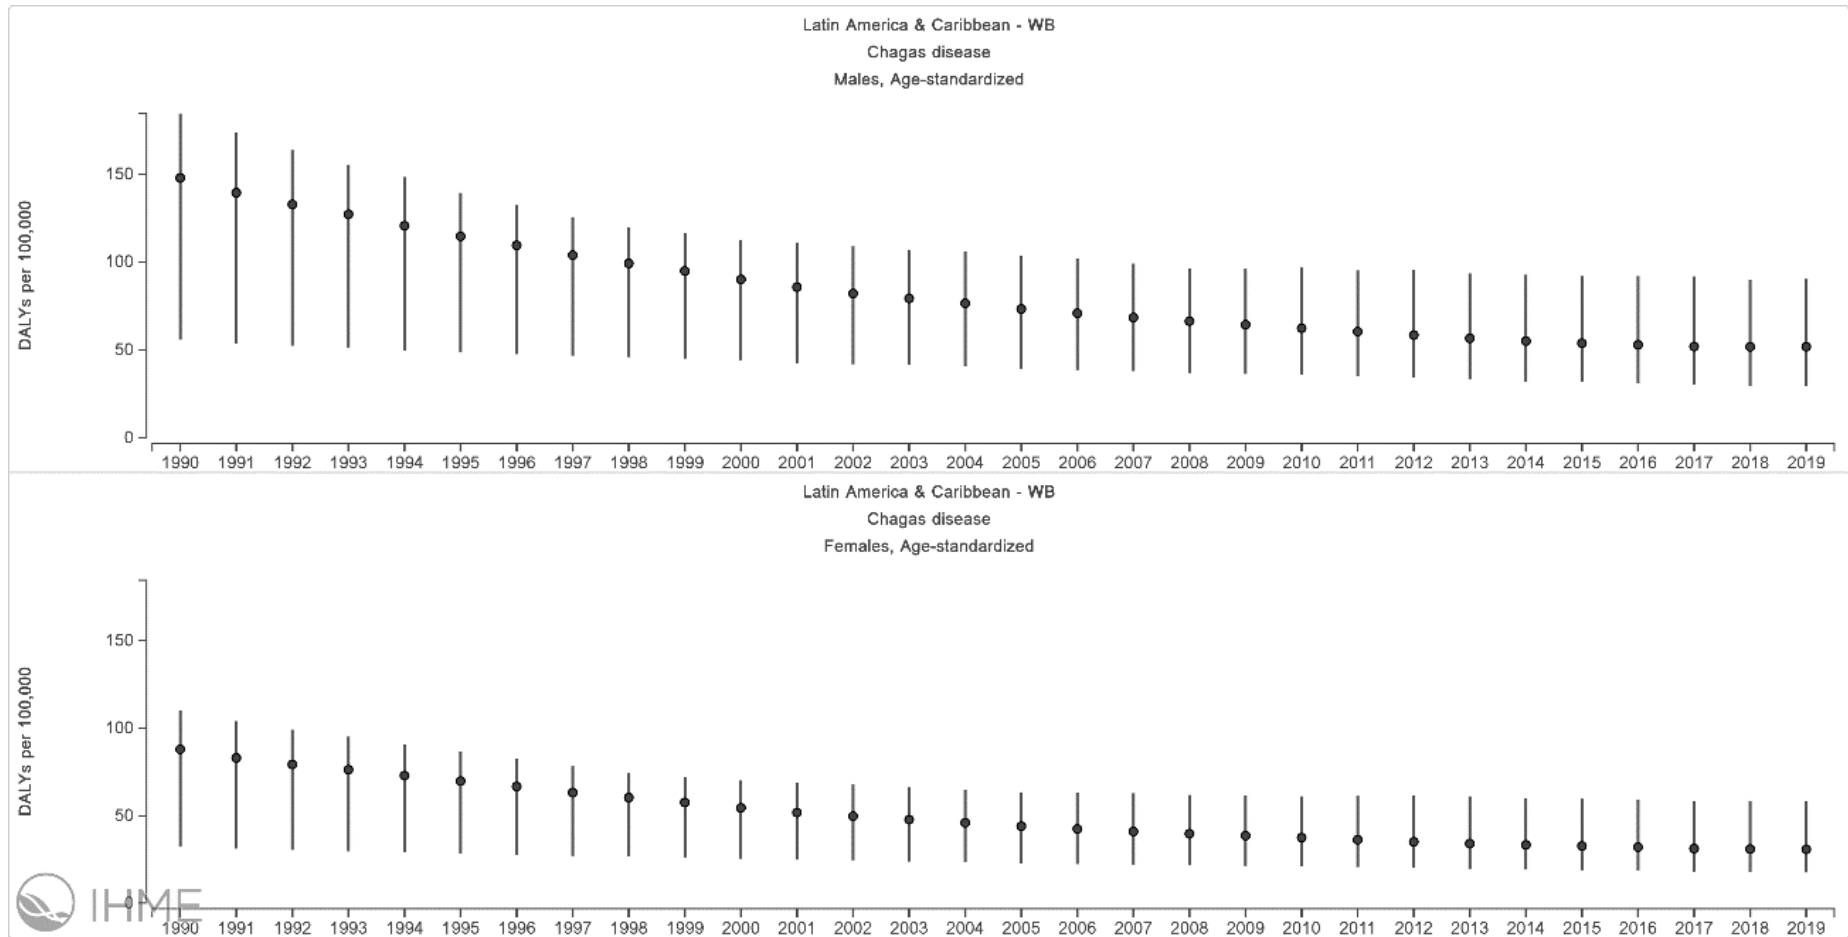 Latin America & Caribbean - WB
Chagas disease
Males, Age-standardized
DALYs per 100,000
150
100
50
0
1990 1991 1992 1993 1994 1995 1996 1997 1998 1999 2000 2001 2002 2003 2004 2005 2006 2007 2008 2009 2010 2011 2012 2013 2014 2015 2016 2017 2018 2019
Latin America & Caribbean - WB
Chagas disease
Females, Age-standardized
DALYs per 100,000
150
100
50
0
IHME
1990 1991 1992 1993 1994 1995 1996 1997 1998 1999 2000 2001 2002 2003 2004 2005 2006 2007 2008 2009 2010 2011 2012 2013 2014 2015 2016 2017 2018 2019